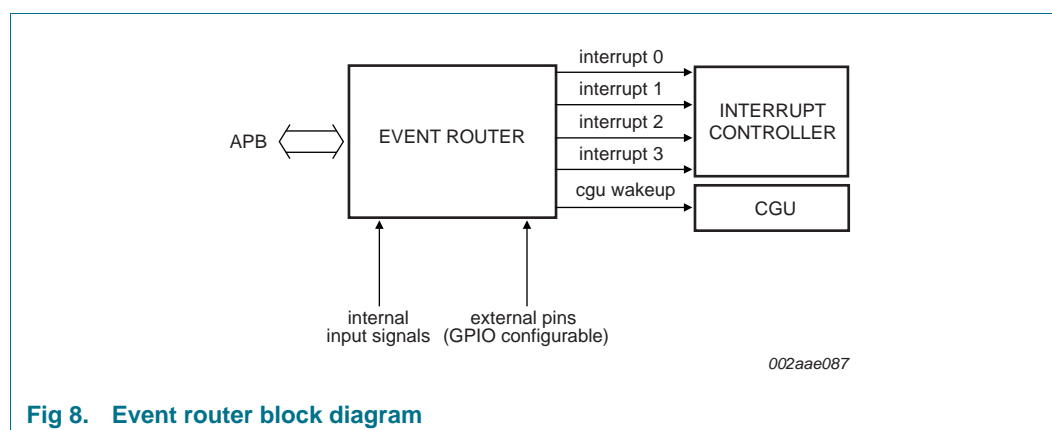 interrupt 0
interrupt 1
interrupt 2
interrupt 3
cgu wakeup
APB
EVENT ROUTER
INTERRUPT
CONTROLLER
CGU
internal
input signals
external pins
(GPIO configurable)
002aae087
Fig 8. Event router block diagram